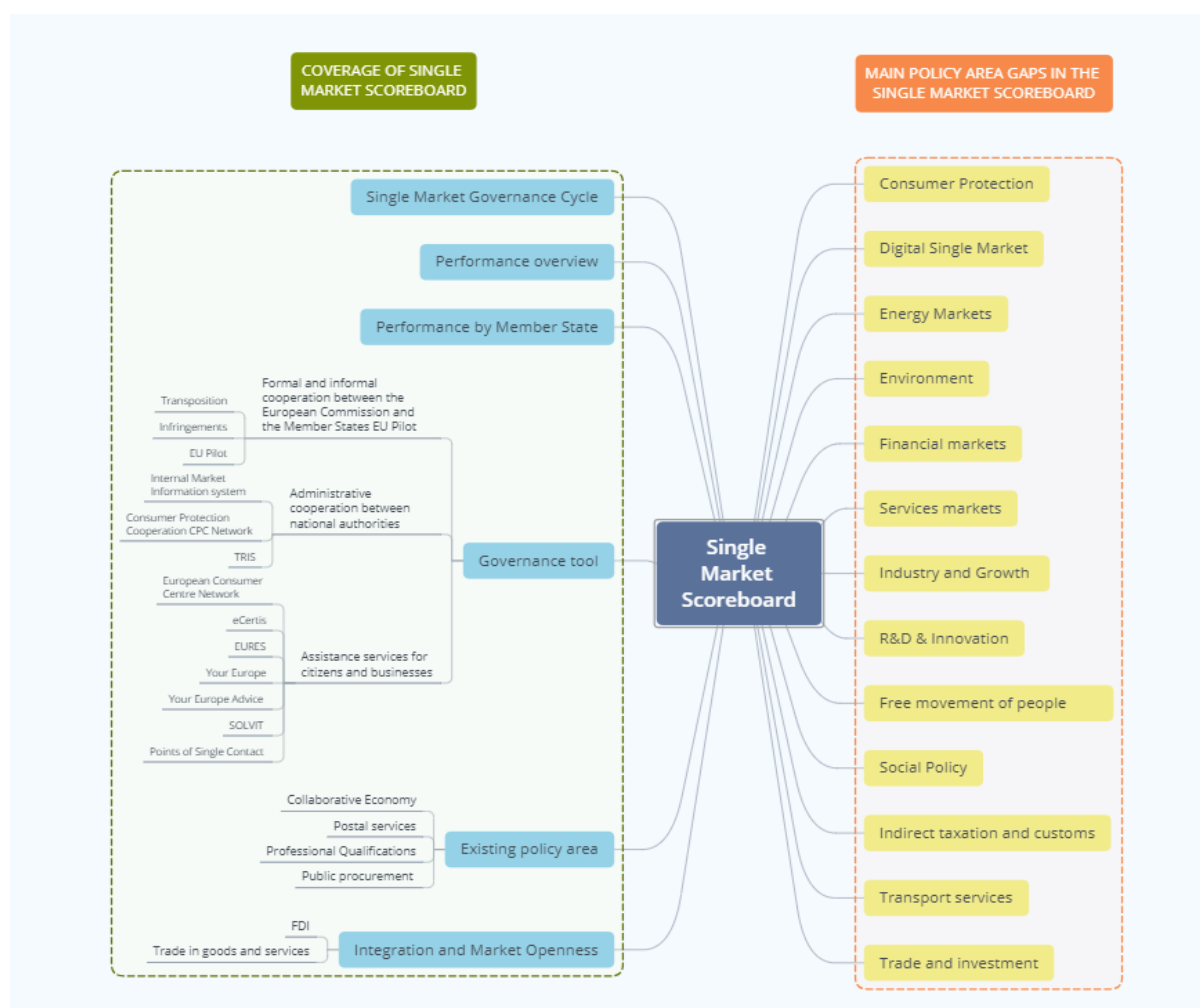 COVERAGE OF SINGLE
MARKET SCOREBOARD
MAIN POLICY AREA GAPS IN THE
SINGLE MARKET SCOREBOARD
Single Market Governance Cycle
Performance overview
Performance by Member State
Formal and informal
cooperation between the
European Commission and
the Member States EU Pilot
Transposition
Infringements
EU Pilot
Administrative
cooperation between
national authorities
Internal Market
Information system
Consumer Protection
Cooperation CPC Network
TRIS
Governance tool
Assistance services for
citizens and businesses
European Consumer
Centre Network
eCertis
EURES
Your Europe
Your Europe Advice
SOLVIT
Points of Single Contact
Existing policy area
Collaborative Economy
Postal services
Professional Qualifications
Public procurement
Integration and Market Openness
FDI
Trade in goods and services
Single
Market
Scoreboard
Consumer Protection
Digital Single Market
Energy Markets
Environment
Financial markets
Services markets
Industry and Growth
R&D & Innovation
Free movement of people
Social Policy
Indirect taxation and customs
Transport services
Trade and investment